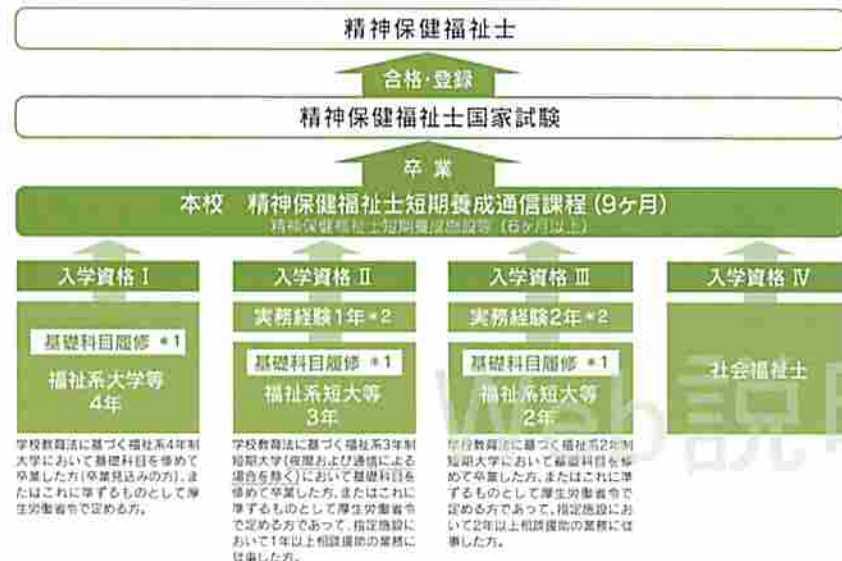 精神保健福祉士
合格・登録
精神保健福祉士国家試験
卒 業
本校 精神保健福祉士短期養成通信課程(9ヶ月)
精神保健福祉士短期養成施設等(6ヶ月以上)
入学資格 I
基礎科目履修 *1
福祉系大学等
4年
学校教育法に基づく福祉系4年制
大学において基礎科目を修めて
卒業した方(卒業見込みの方)、ま
たはこれに準ずるものとして厚
生労働省令で定める方。
入学資格 II
実務経験1年*2
基礎科目履修 *1
福祉系短大等
3年
学校教育法に基づく福祉系3年制
短期大学(夜間および通信による
場合を除く)において基礎科目を
修めて卒業した方、またはこれに
準ずるものとして厚生労働省令
で定める方であって、指定施設に
おいて1年以上相談援助の業務に
従事した方。
入学資格 III
実務経験2年*2
基礎科目履修 *1
福祉系短大等
2年
学校教育法に基づく福祉系2年制
短期大学において基礎科目を修
めて卒業した方、またはこれに準
ずるものとして厚生労働省令で
定める方であって、指定施設にお
いて2年以上相談援助の業務に従
事した方。
入学資格 IV
社会福祉士
Web説